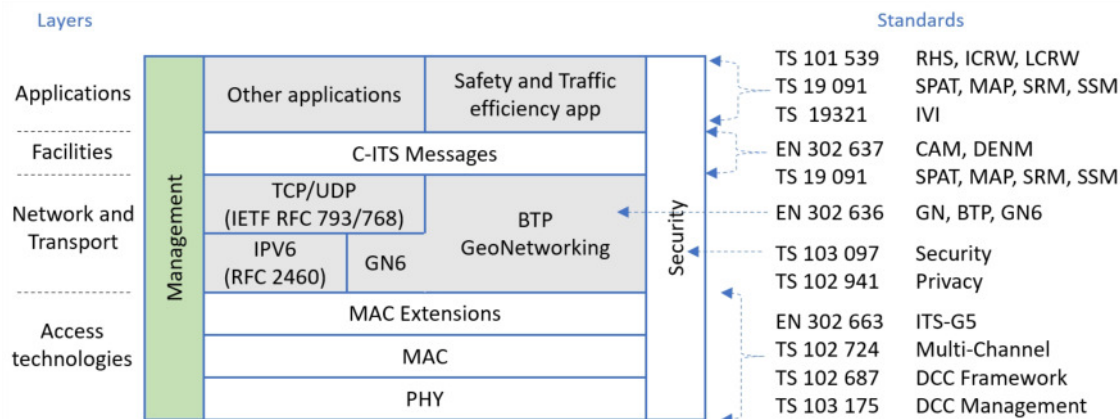 Layers
Standards
Applications
Facilities
Network and
Transport
Access
technologies
Management
Other applications
Safety and Traffic
efficiency app
C-ITS Messages
TCP/UDP
(IETF RFC 793/768)
BTP
GeoNetworking
IPV6
(RFC 2460)
GN6
MAC Extensions
MAC
PHY
Security
TS 101 539 RHS, ICRW, LCRW
TS 19 091 SPAT, MAP, SRM, SSM
TS 19321 IVI
EN 302 637 CAM, DENM
TS 19 091 SPAT, MAP, SRM, SSM
EN 302 636 GN, BTP, GN6
TS 103 097 Security
TS 102 941 Privacy
EN 302 663 ITS-G5
TS 102 724 Multi-Channel
TS 102 687 DCC Framework
TS 103 175 DCC Management